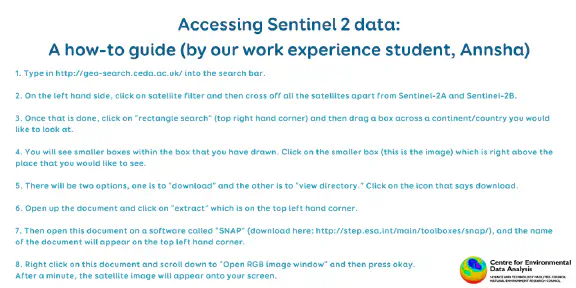 Accessing Sentinel 2 data:
A how-to guide (by our work experience student, Annsha)
1. Type in http://geo-search.ceda.ac.uk/ into the search bar.
2. On the left hand side, click on satellite filter and then cross off all the satellites apart from Sentinel-2A and Sentinel-2B.
3. Once that is done, click on "rectangle search" (top right hand corner) and then drag a box across a continent/country you would
like to look at.
4. You will see smaller boxes within the box that you have drawn. Click on the smaller box (this is the image) which is right above the
place that you would like to see.
5. There will be two options, one is to "download" and the other is to "view directory." Click on the icon that says download.
6. Open up the document and click on "extract" which is on the top left hand corner.
7. Then open this document on a software called "SNAP" (download here: http://step.esa.int/main/toolboxes/snap/), and the name
of the document will appear on the top left hand corner.
8. Right click on this document and scroll down to "Open RGB image window" and then press okay.
After a minute, the satellite image will appear onto your screen.
Centre for Environmental
Data Analysis
SCIENCE AND TECHNOLOGY FACILITIES COUNCIL
NATURAL ENVIRONMENT RESEARCH COUNCIL